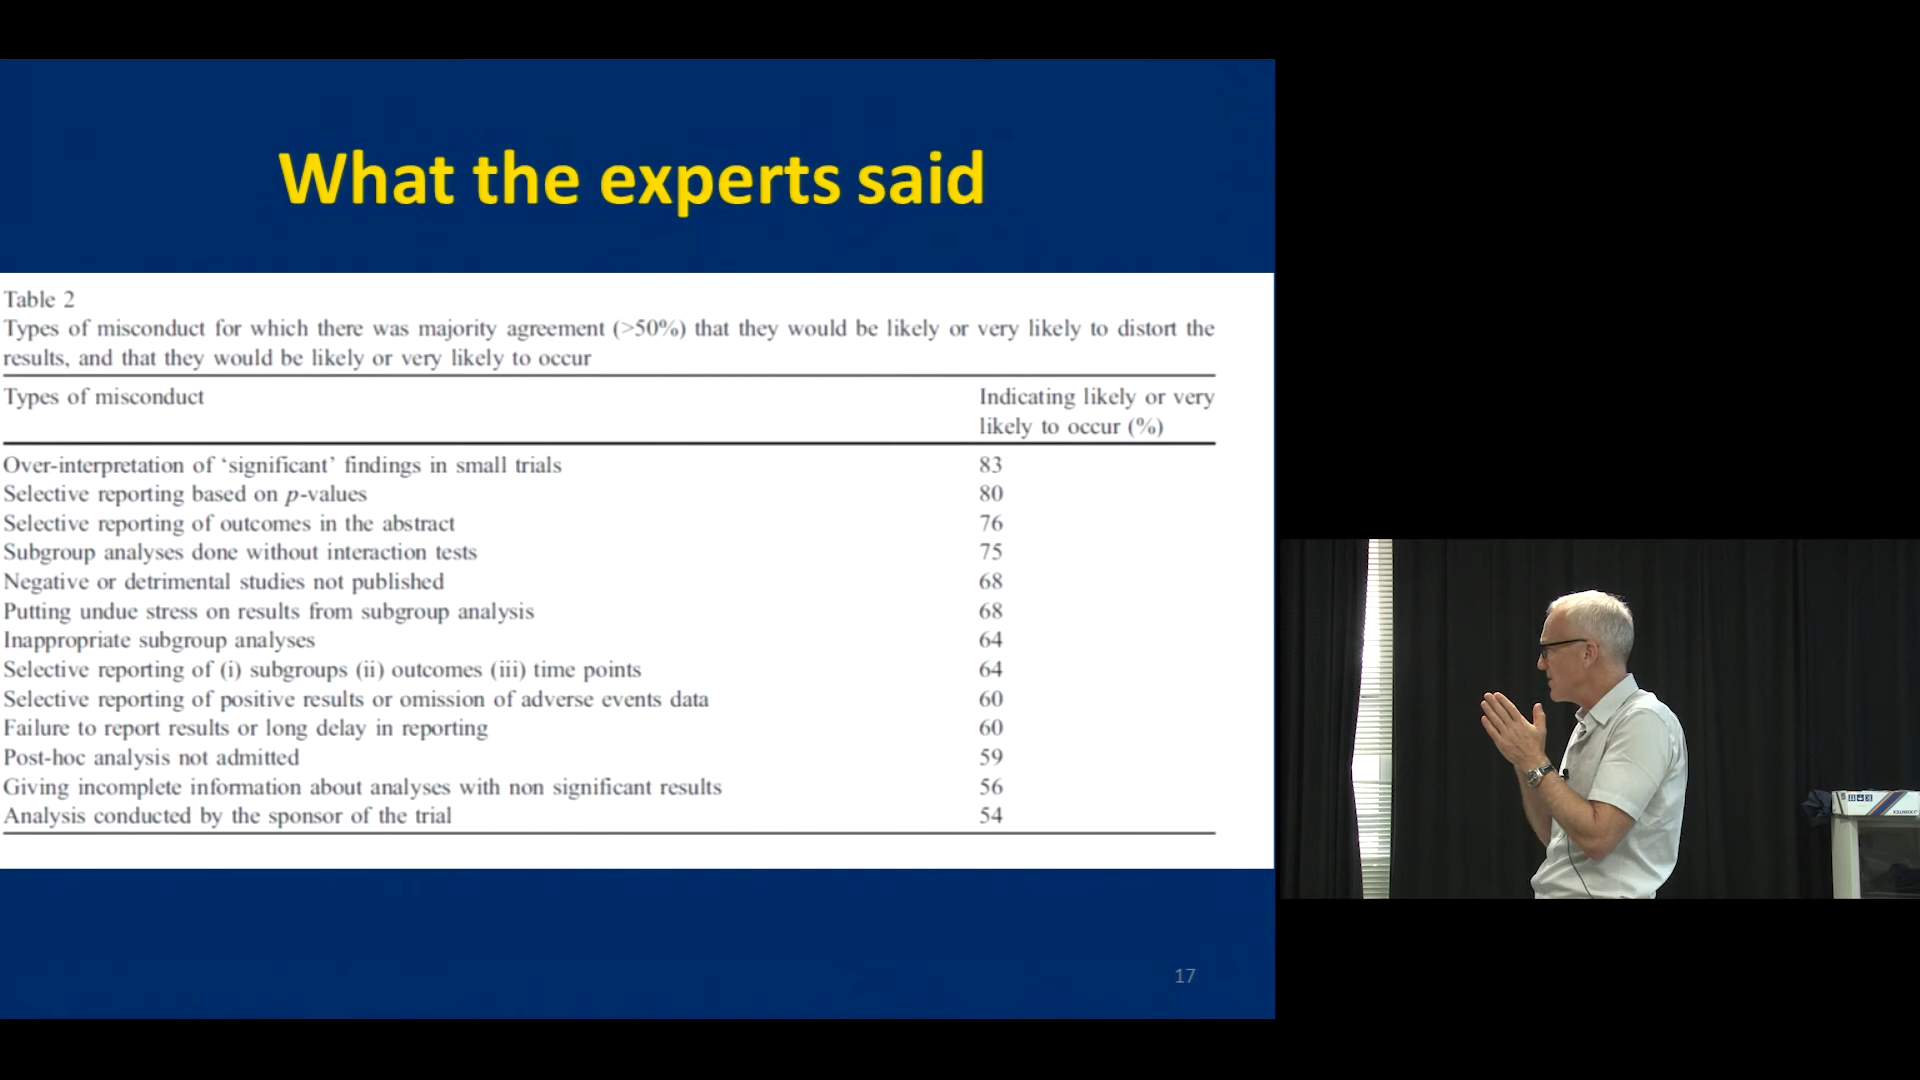 What the experts said
Table 2
Types of misconduct for which there was majority agreement (>50%) that they would be likely or very likely to distort the
results, and that they would be likely or very likely to occur
Types of misconduct Indicating likely or very
likely to occur (%)
Over-interpretation of ‘significant’ findings in small trials 83
Selective reporting based on p-values 80
Selective reporting of outcomes in the abstract 76
Subgroup analyses done without interaction tests 75
Negative or detrimental studies not published 68
Putting undue stress on results from subgroup analysis 68
Inappropriate subgroup analyses 64
Selective reporting of (i) subgroups (ii) outcomes (iii) time points 64
Selective reporting of positive results or omission of adverse events data 60
Failure to report results or long delay in reporting 60
Post-hoc analysis not admitted 59
Giving incomplete information about analyses with non significant results 56
Analysis conducted by the sponsor of the trial 54
17